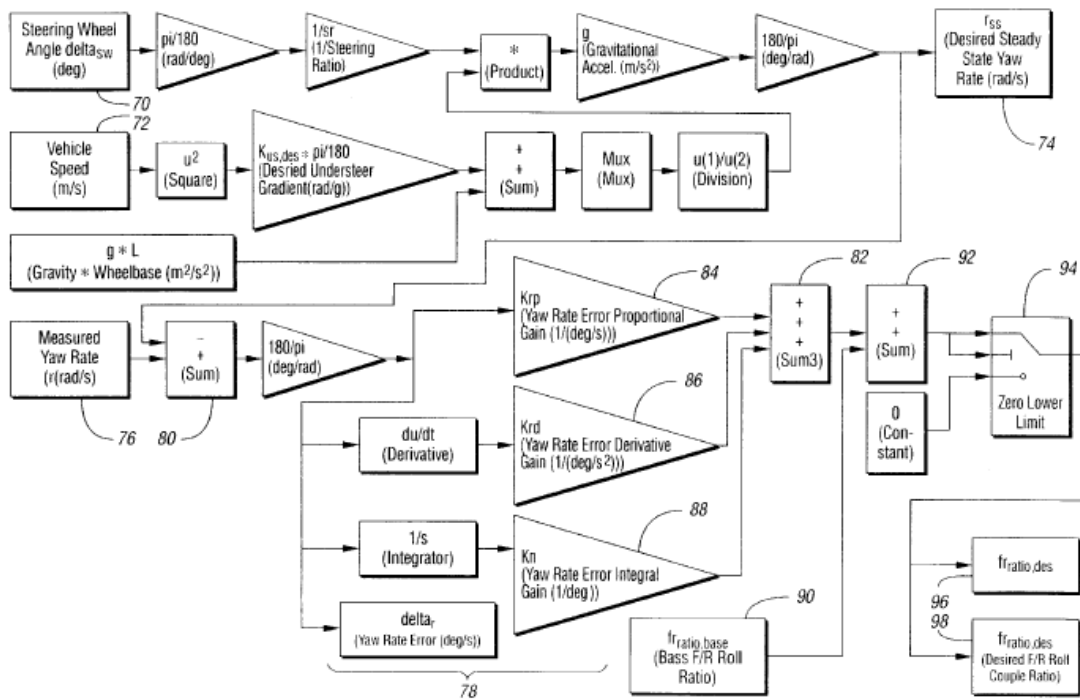 Steering Wheel
Angle delta_SW
(deg)
70
pi/180
(rad/deg)
1/sr
(1/Steering
Ratio)
*
(Product)
g
(Gravitational
Accel. (m/s²)
180/pi
(deg/rad)
r_ss
(Desired Steady
State Yaw
Rate (rad/s)
74
72
Vehicle
Speed
(m/s)
u²
(Square)
K_us,des * pi/180
(Desried Understeer
Gradient(rad/g))
+
+
(Sum)
Mux
(Mux)
u(1)/u(2)
(Division)
g * L
(Gravity * Wheelbase (m²/s²))
Measured
Yaw Rate
(r(rad/s)
76
−
+
(Sum)
80
180/pi
(deg/rad)
Krp
(Yaw Rate Error Proportional
Gain (1/(deg/s)))
84
82
+
+
+
(Sum3)
92
+
+
(Sum)
94
Zero Lower
Limit
0
(Con-
stant)
du/dt
(Derivative)
Krd
(Yaw Rate Error Derivative
Gain (1/(deg/s²)))
86
1/s
(Integrator)
Kn
(Yaw Rate Error Integral
Gain (1/deg))
88
delta_r
(Yaw Rate Error (deg/s))
78
90
fr_ratio,base
(Bass F/R Roll
Ratio)
fr_ratio,des
96
98
fr_ratio,des
(Desired F/R Roll
Couple Ratio)